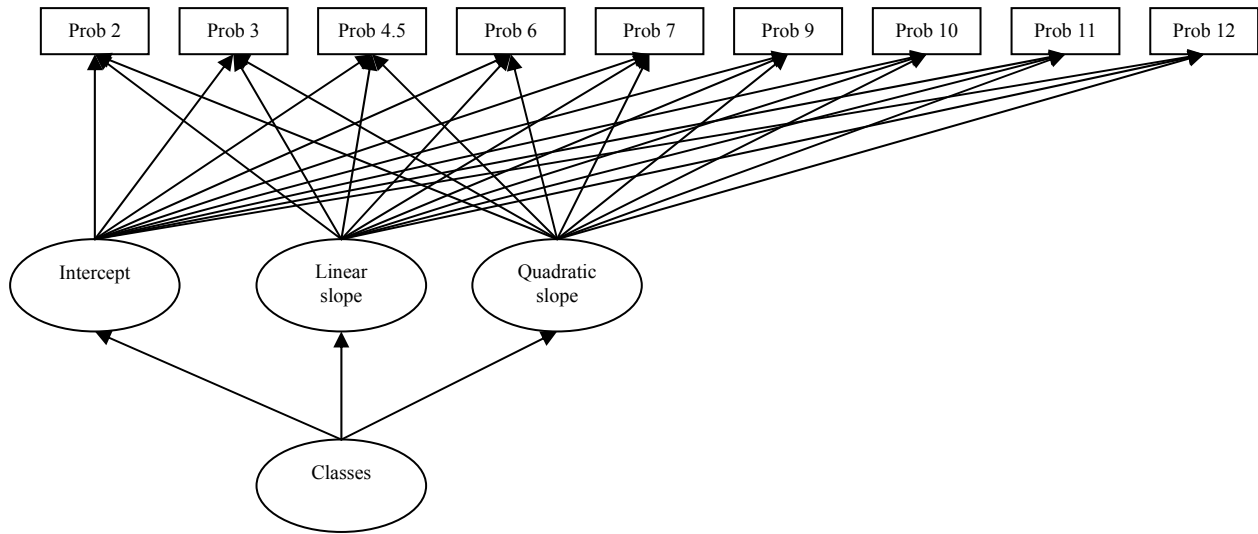 Prob 2
Prob 3
Prob 4.5
Prob 6
Prob 7
Prob 9
Prob 10
Prob 11
Prob 12
Intercept
Linear
slope
Quadratic
slope
Classes